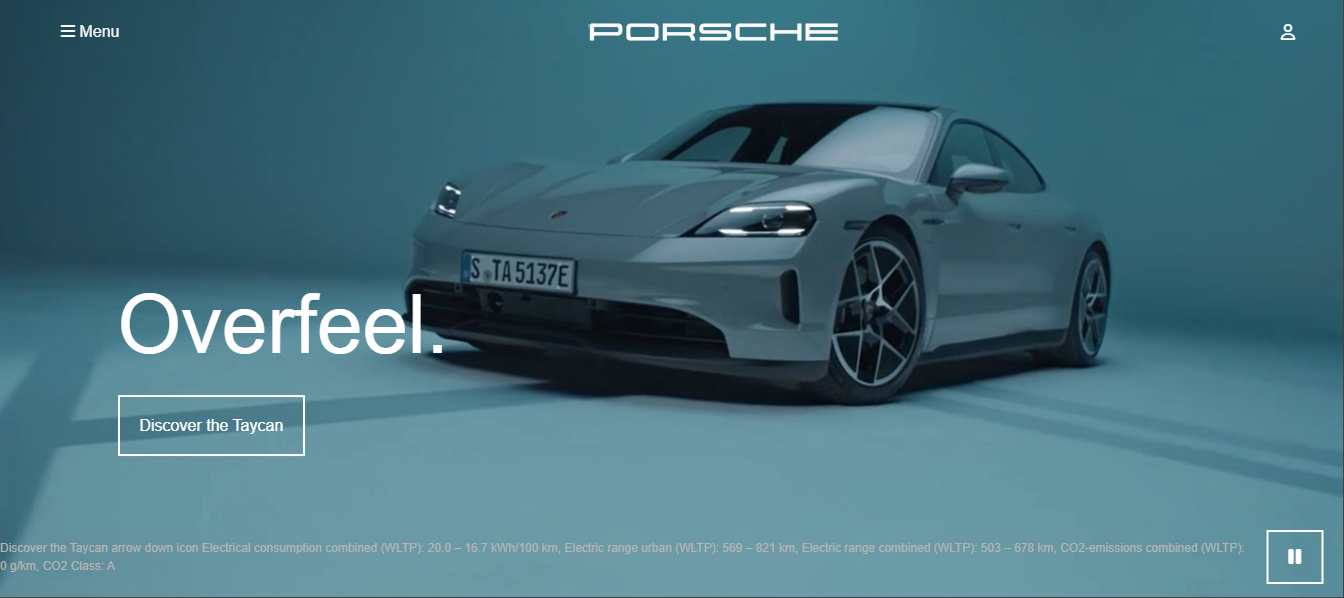 Menu
PORSCHE
S TA 5137E
Overfeel.
Discover the Taycan
Discover the Taycan arrow down icon Electrical consumption combined (WLTP): 20.0 – 16.7 kWh/100 km, Electric range urban (WLTP): 569 – 821 km, Electric range combined (WLTP): 503 – 678 km, CO2-emissions combined (WLTP):
0 g/km, CO2 Class: A